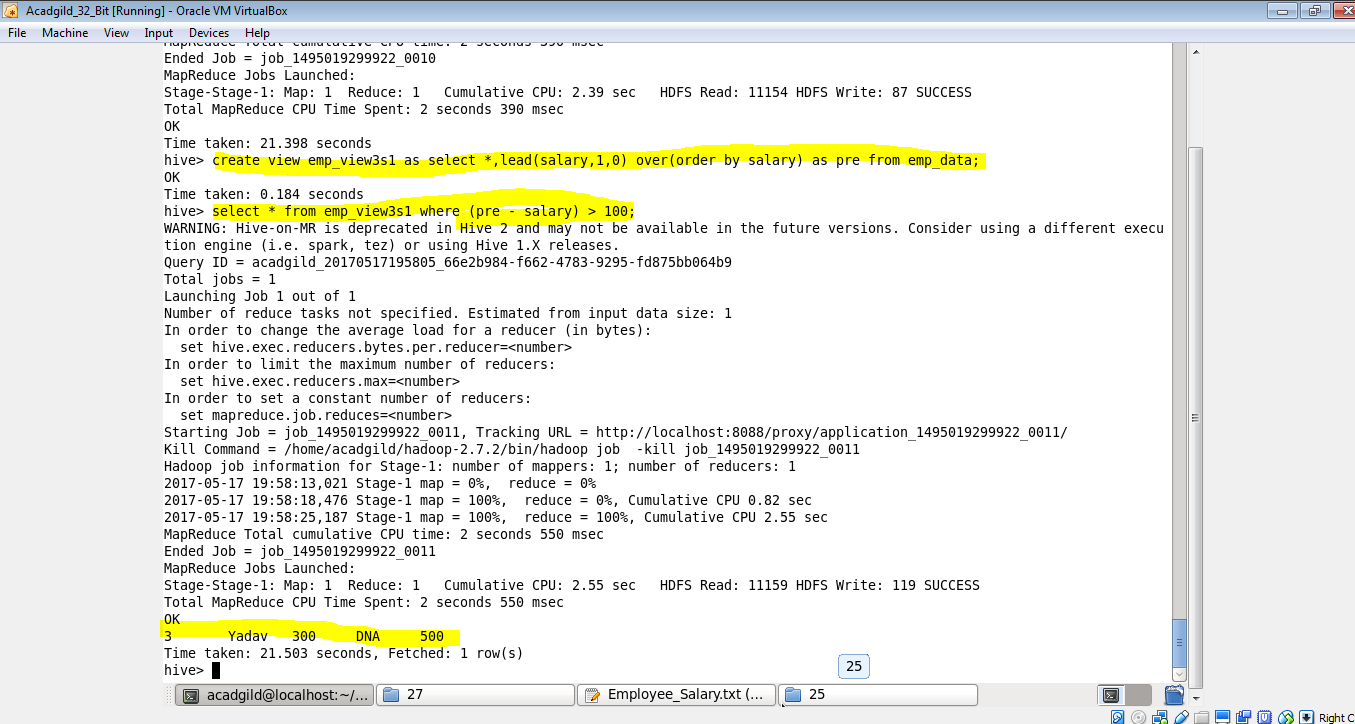 Acadgild_32_Bit [Running] - Oracle VM VirtualBox
File Machine View Input Devices Help
MapReduce Total cumulative CPU time: 2 seconds 390 msec
Ended Job = job_1495019299922_0010
MapReduce Jobs Launched:
Stage-Stage-1: Map: 1  Reduce: 1   Cumulative CPU: 2.39 sec   HDFS Read: 11154 HDFS Write: 87 SUCCESS
Total MapReduce CPU Time Spent: 2 seconds 390 msec
OK
Time taken: 21.398 seconds
hive> create view emp_view3s1 as select *,lead(salary,1,0) over(order by salary) as pre from emp_data;
OK
Time taken: 0.184 seconds
hive> select * from emp_view3s1 where (pre - salary) > 100;
WARNING: Hive-on-MR is deprecated in Hive 2 and may not be available in the future versions. Consider using a different execu
tion engine (i.e. spark, tez) or using Hive 1.X releases.
Query ID = acadgild_20170517195805_66e2b984-f662-4783-9295-fd875bb064b9
Total jobs = 1
Launching Job 1 out of 1
Number of reduce tasks not specified. Estimated from input data size: 1
In order to change the average load for a reducer (in bytes):
  set hive.exec.reducers.bytes.per.reducer=<number>
In order to limit the maximum number of reducers:
  set hive.exec.reducers.max=<number>
In order to set a constant number of reducers:
  set mapreduce.job.reduces=<number>
Starting Job = job_1495019299922_0011, Tracking URL = http://localhost:8088/proxy/application_1495019299922_0011/
Kill Command = /home/acadgild/hadoop-2.7.2/bin/hadoop job  -kill job_1495019299922_0011
Hadoop job information for Stage-1: number of mappers: 1; number of reducers: 1
2017-05-17 19:58:13,021 Stage-1 map = 0%,  reduce = 0%
2017-05-17 19:58:18,476 Stage-1 map = 100%,  reduce = 0%, Cumulative CPU 0.82 sec
2017-05-17 19:58:25,187 Stage-1 map = 100%,  reduce = 100%, Cumulative CPU 2.55 sec
MapReduce Total cumulative CPU time: 2 seconds 550 msec
Ended Job = job_1495019299922_0011
MapReduce Jobs Launched:
Stage-Stage-1: Map: 1  Reduce: 1   Cumulative CPU: 2.55 sec   HDFS Read: 11159 HDFS Write: 119 SUCCESS
Total MapReduce CPU Time Spent: 2 seconds 550 msec
OK
3 Yadav 300 DNA 500
Time taken: 21.503 seconds, Fetched: 1 row(s)
hive>
25
acadgild@localhost:~/... 27 Employee_Salary.txt (... 25
Right C